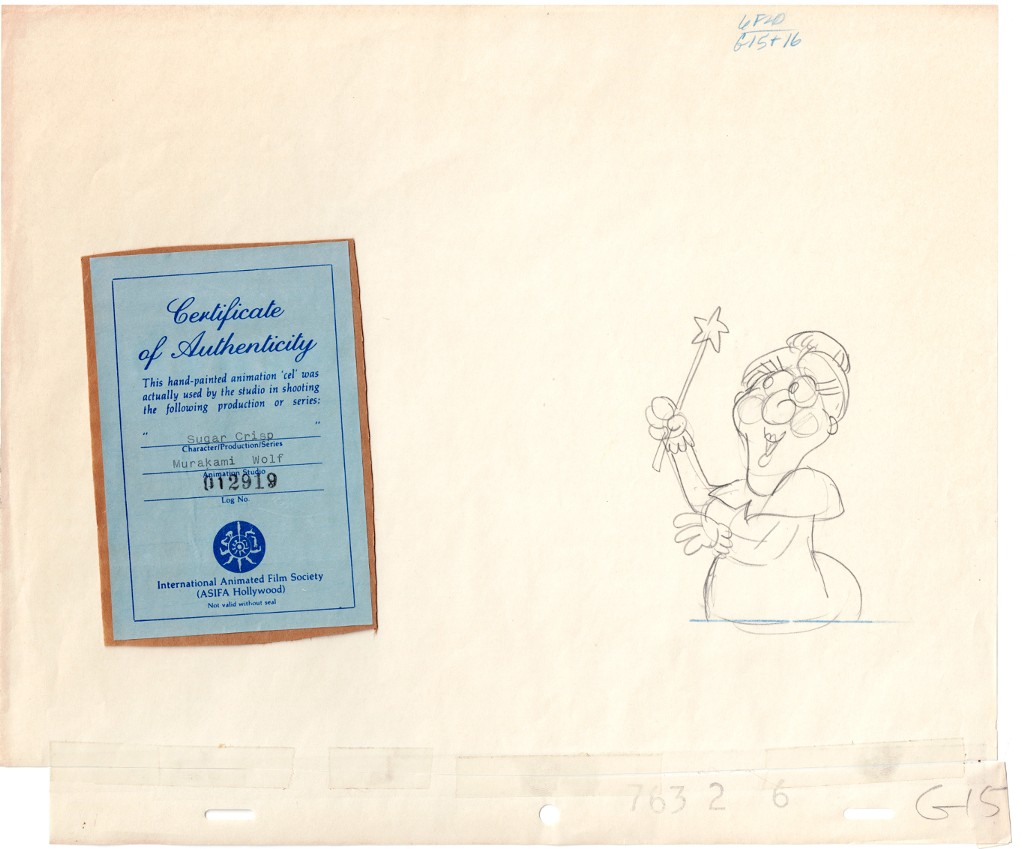 G-15+16
Certificate
of Authenticity
This hand-painted animation 'cel' was
actually used by the studio in shooting
the following production or series:
" Sugar Crisp "
Character/Production/Series
Murakami Wolf
Animation Studio
012919
Log No.
International Animated Film Society
(ASIFA Hollywood)
Not valid without seal
763 2 6
G-15